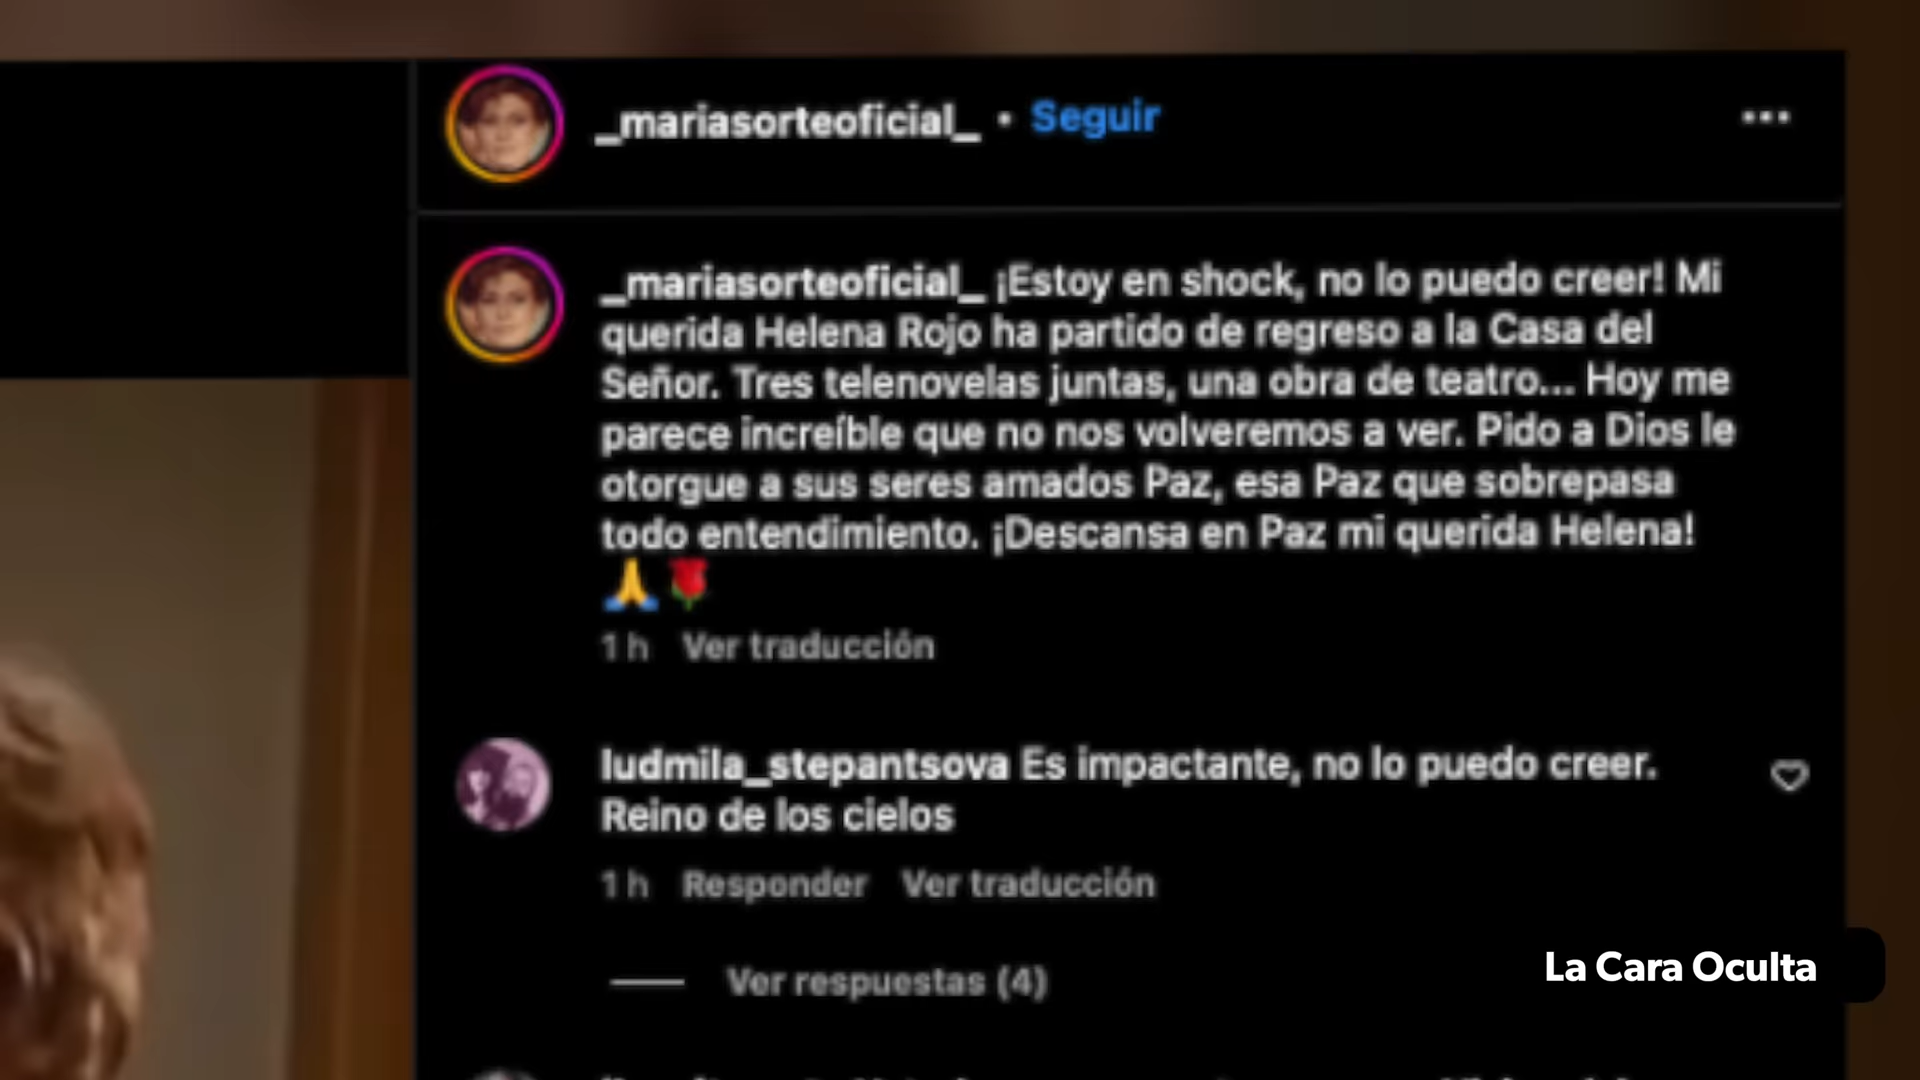 _mariasorteoficial_ • Seguir
_mariasorteoficial_ ¡Estoy en shock, no lo puedo creer! Mi
querida Helena Rojo ha partido de regreso a la Casa del
Señor. Tres telenovelas juntas, una obra de teatro... Hoy me
parece increíble que no nos volveremos a ver. Pido a Dios le
otorgue a sus seres amados Paz, esa Paz que sobrepasa
todo entendimiento. ¡Descansa en Paz mi querida Helena!
🙏🌹
1 h Ver traducción
ludmila_stepantsova Es impactante, no lo puedo creer.
Reino de los cielos
1 h Responder Ver traducción
Ver respuestas (4)
La Cara Oculta